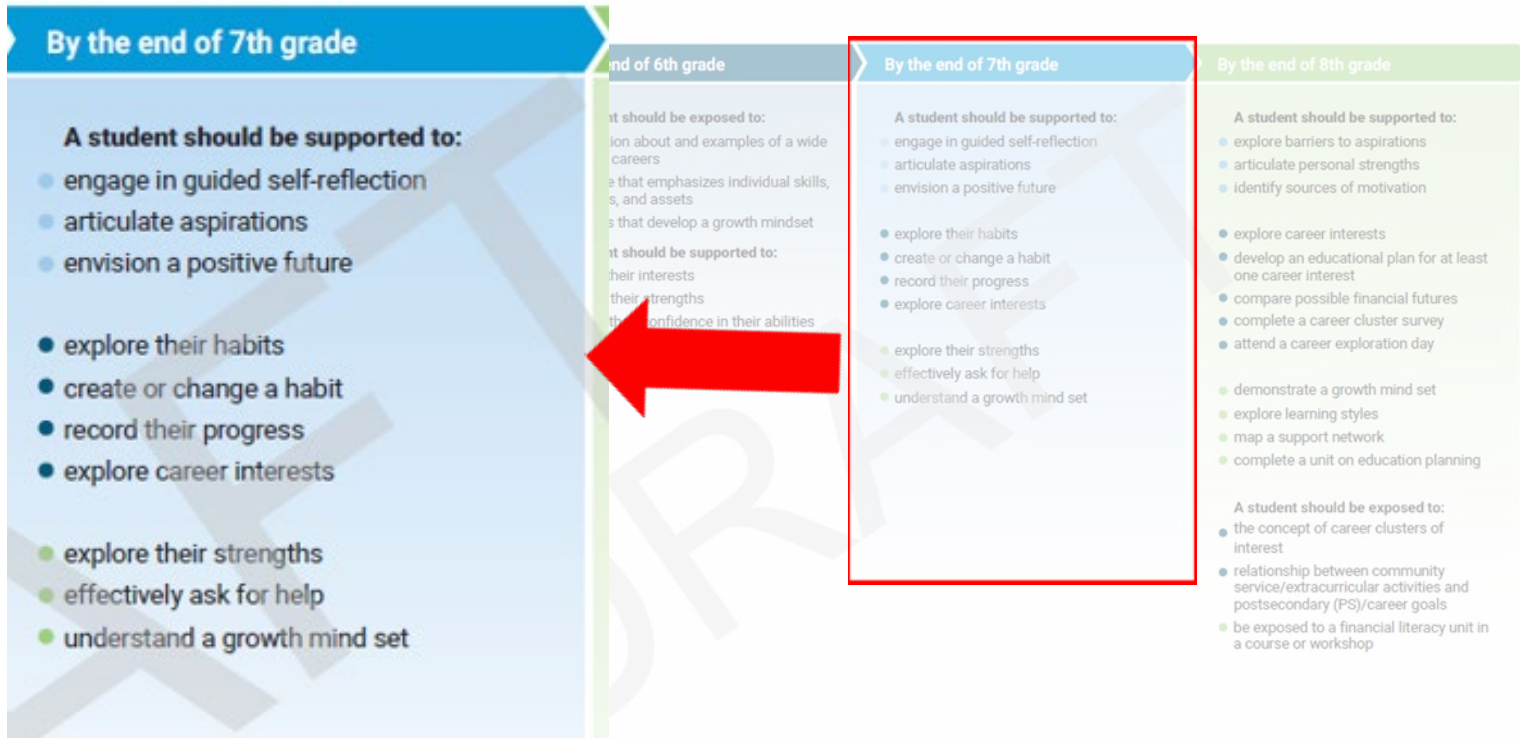 By the end of 7th grade
A student should be supported to:
engage in guided self-reflection
articulate aspirations
envision a positive future
explore their habits
create or change a habit
record their progress
explore career interests
explore their strengths
effectively ask for help
understand a growth mind set
end of 6th grade
should be exposed to:
about and examples of a wide
careers
that emphasizes individual skills,
and assets
that develop a growth mindset
should be supported to:
their interests
their strengths
confidence in their abilities
By the end of 7th grade
A student should be supported to:
engage in guided self-reflection
articulate aspirations
envision a positive future
explore their habits
create or change a habit
record their progress
explore career interests
explore their strengths
effectively ask for help
understand a growth mind set
By the end of 8th grade
A student should be supported to:
explore barriers to aspirations
articulate personal strengths
identify sources of motivation
explore career interests
develop an educational plan for at least
one career interest
compare possible financial futures
complete a career cluster survey
attend a career exploration day
demonstrate a growth mind set
explore learning styles
map a support network
complete a unit on education planning
A student should be exposed to:
the concept of career clusters of
interest
relationship between community
service/extracurricular activities and
postsecondary (PS)/career goals
be exposed to a financial literacy unit in
a course or workshop
DRAFT